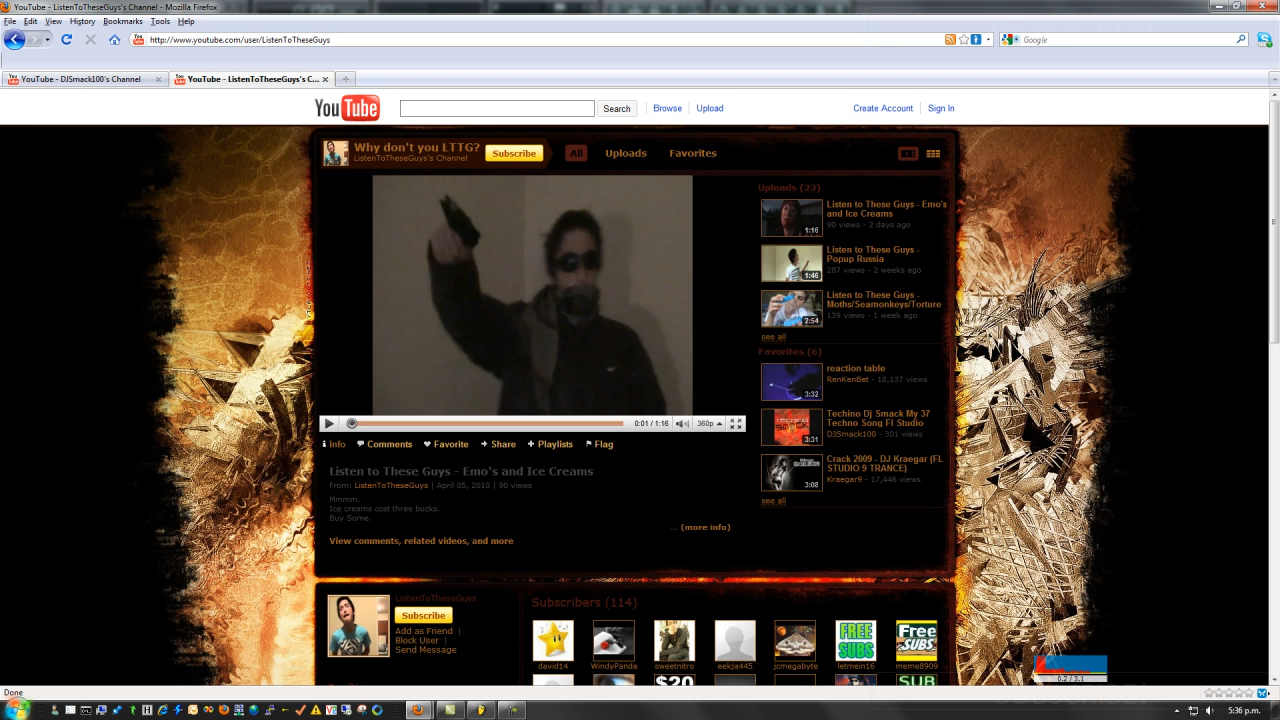 YouTube - ListenToTheseGuys's Channel - Mozilla Firefox
File Edit View History Bookmarks Tools Help
http://www.youtube.com/user/ListenToTheseGuys
Google
YouTube - DJSmack100's Channel
YouTube - ListenToTheseGuys's C...
YouTube
Search
Browse
Upload
Create Account
Sign In
Why don't you LTTG?
ListenToTheseGuys's Channel
Subscribe
All
Uploads
Favorites
Uploads (23)
Listen to These Guys - Emo's
and Ice Creams
90 views - 2 days ago
1:16
Listen to These Guys -
Popup Russia
287 views - 2 weeks ago
1:46
Listen to These Guys -
Moths/Seamonkeys/Torture
139 views - 1 week ago
2:54
see all
Favorites (6)
reaction table
RenKenBet - 18,137 views
3:32
Techino Dj Smack My 37
Techno Song Fl Studio
DJSmack100 - 301 views
3:31
Crack 2009 - DJ Kraegar (FL
STUDIO 9 TRANCE)
Kraegar9 - 17,446 views
3:08
see all
0:01 / 1:16
360p
Info
Comments
Favorite
Share
Playlists
Flag
Listen to These Guys - Emo's and Ice Creams
From: ListenToTheseGuys | April 05, 2010 | 90 views
Mmmm.
Ice creams cost three bucks.
Buy Some.
... (more info)
View comments, related videos, and more
ListenToTheseGuys
Subscribe
Add as Friend |
Block User |
Send Message
Subscribers (114)
FREE
SUBS
Free
SUBS
david14
WindyPanda
sweetnitro
eekja445
jcmegabyte
letmein16
meme8909
$20
SUB
0.2 / 3.1
Done
5:36 p.m.